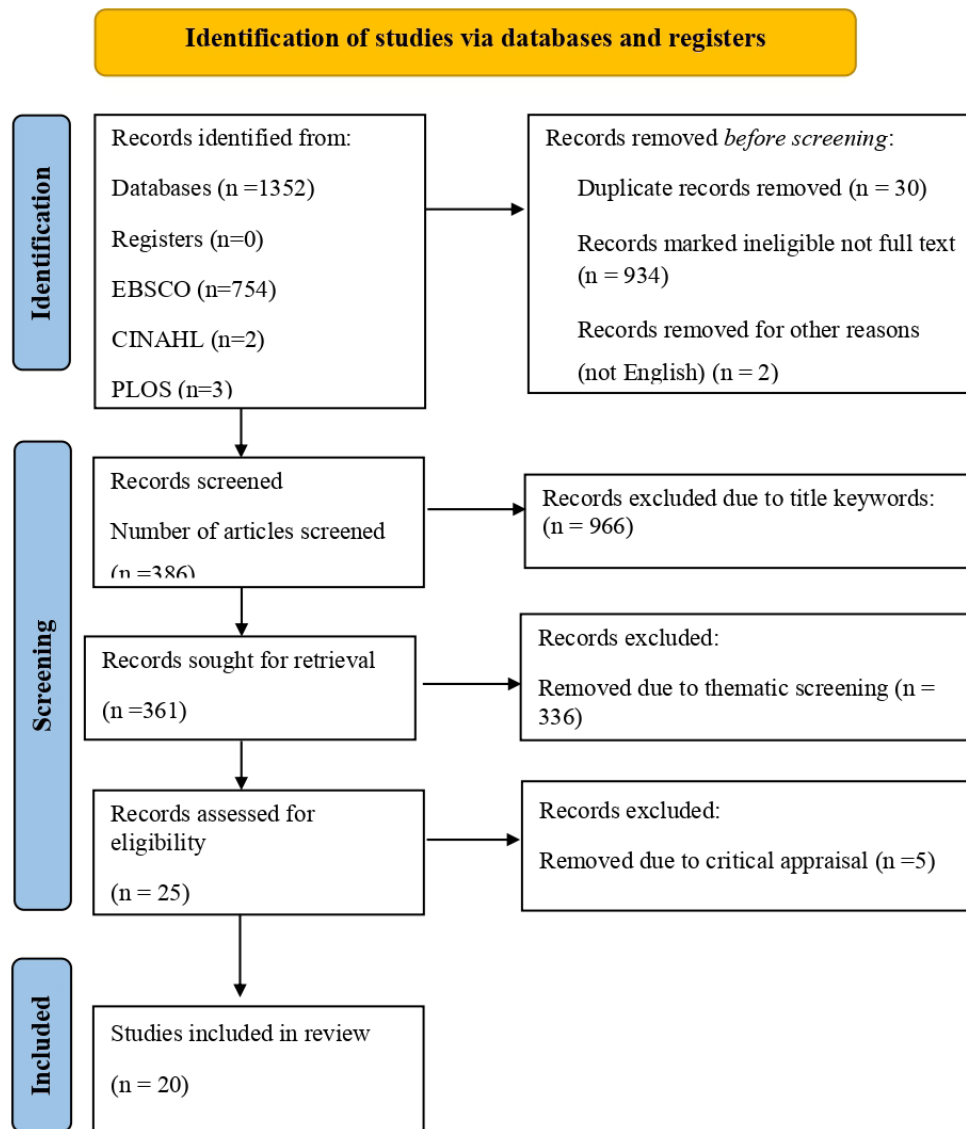 Identification of studies via databases and registers
Identification
Records identified from:
Databases (n =1352)
Registers (n=0)
EBSCO (n=754)
CINAHL (n=2)
PLOS (n=3)
Records removed before screening:
Duplicate records removed (n = 30)
Records marked ineligible not full text
(n = 934)
Records removed for other reasons
(not English) (n = 2)
Screening
Records screened
Number of articles screened
(n =386)
Records excluded due to title keywords:
(n = 966)
Records sought for retrieval
(n =361)
Records excluded:
Removed due to thematic screening (n =
336)
Records assessed for
eligibility
(n = 25)
Records excluded:
Removed due to critical appraisal (n =5)
Included
Studies included in review
(n = 20)